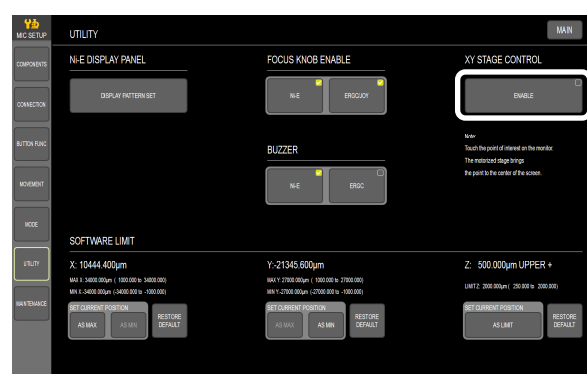 MIC SETUP
UTILITY
MAIN
COMPONENTS
CONNECTION
BUTTON FUNC
MOVEMENT
MODE
UTILITY
MAINTENANCE
Ni-E DISPLAY PANEL
DISPLAY PATTERN SET
FOCUS KNOB ENABLE
Ni-E
ERGOJOY
XY STAGE CONTROL
ENABLE
Note:
Touch the point of interest on the monitor.
The motorized stage brings
the point to the center of the screen.
BUZZER
Ni-E
ERGC
SOFTWARE LIMIT
X: 10444.400μm
MAX X: 34000.000μm ( 1000.000 to 34000.000)
MIN X:-34000.000μm (-34000.000 to -1000.000)
SET CURRENT POSITION
AS MAX
AS MIN
RESTORE
DEFAULT
Y:-21345.600μm
MAX Y: 27000.000μm ( 1000.000 to 27000.000)
MIN Y:-27000.000μm (-27000.000 to -1000.000)
SET CURRENT POSITION
AS MAX
AS MIN
RESTORE
DEFAULT
Z: 500.000μm UPPER +
LIMIT Z: 2000.000μm ( 250.000 to 2000.000)
SET CURRENT POSITION
AS LIMIT
RESTORE
DEFAULT